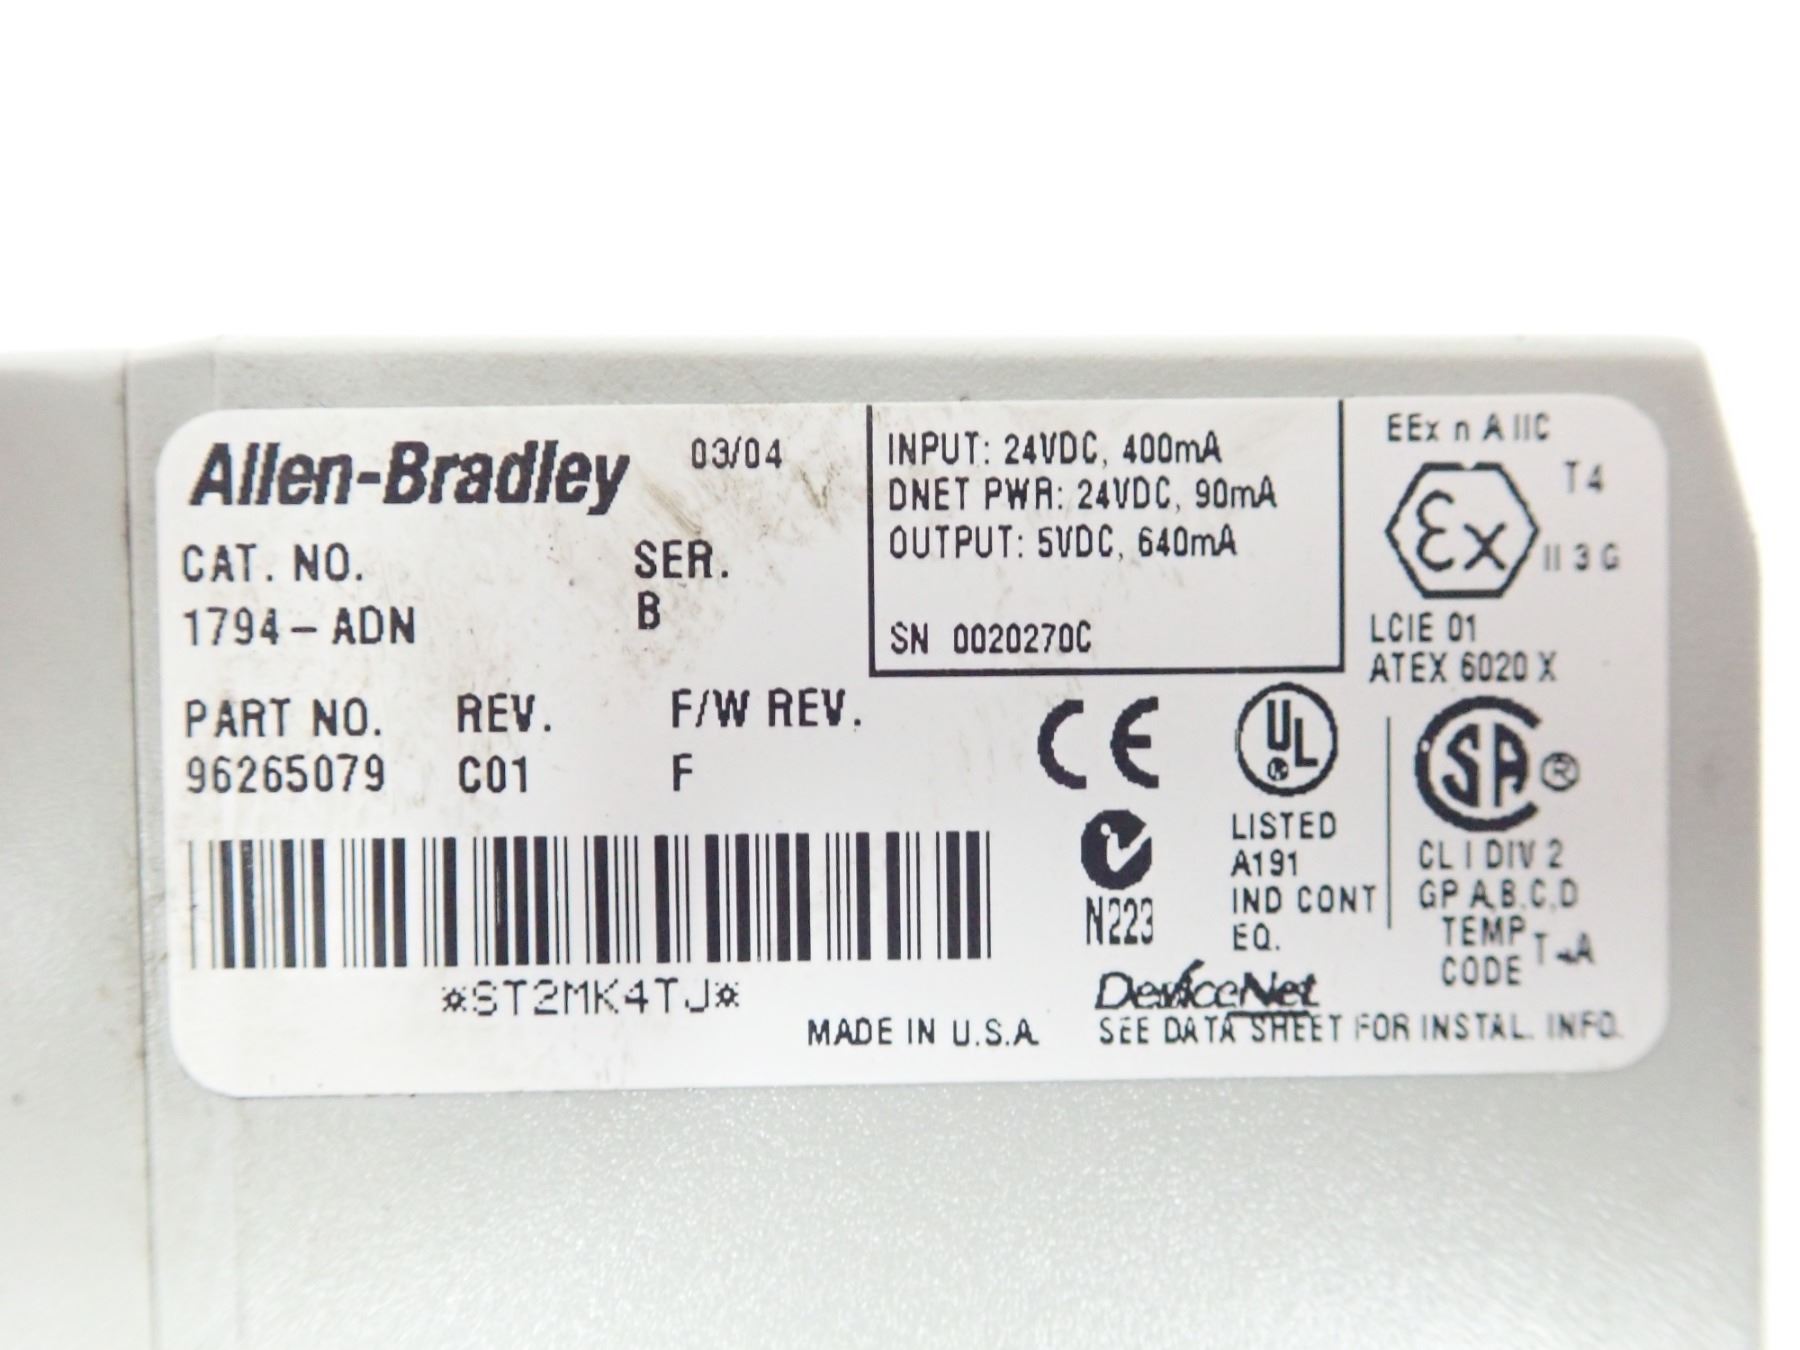 Allen-Bradley 03/04
CAT. NO. SER.
1794-ADN B
PART NO. REV. F/W REV.
96265079 C01 F
*ST2MK4TJ*
MADE IN U.S.A.
INPUT: 24VDC, 400mA
DNET PWR: 24VDC, 90mA
OUTPUT: 5VDC, 640mA
SN 0020270C
EEx n A IIC
T4
Ex
II 3 G
LCIE 01
ATEX 6020 X
CE
N223
UL ®
LISTED
A191
IND CONT
EQ.
SA ®
CL I DIV 2
GP A,B,C,D
TEMP
CODE
DeviceNet
SEE DATA SHEET FOR INSTAL. INFO.